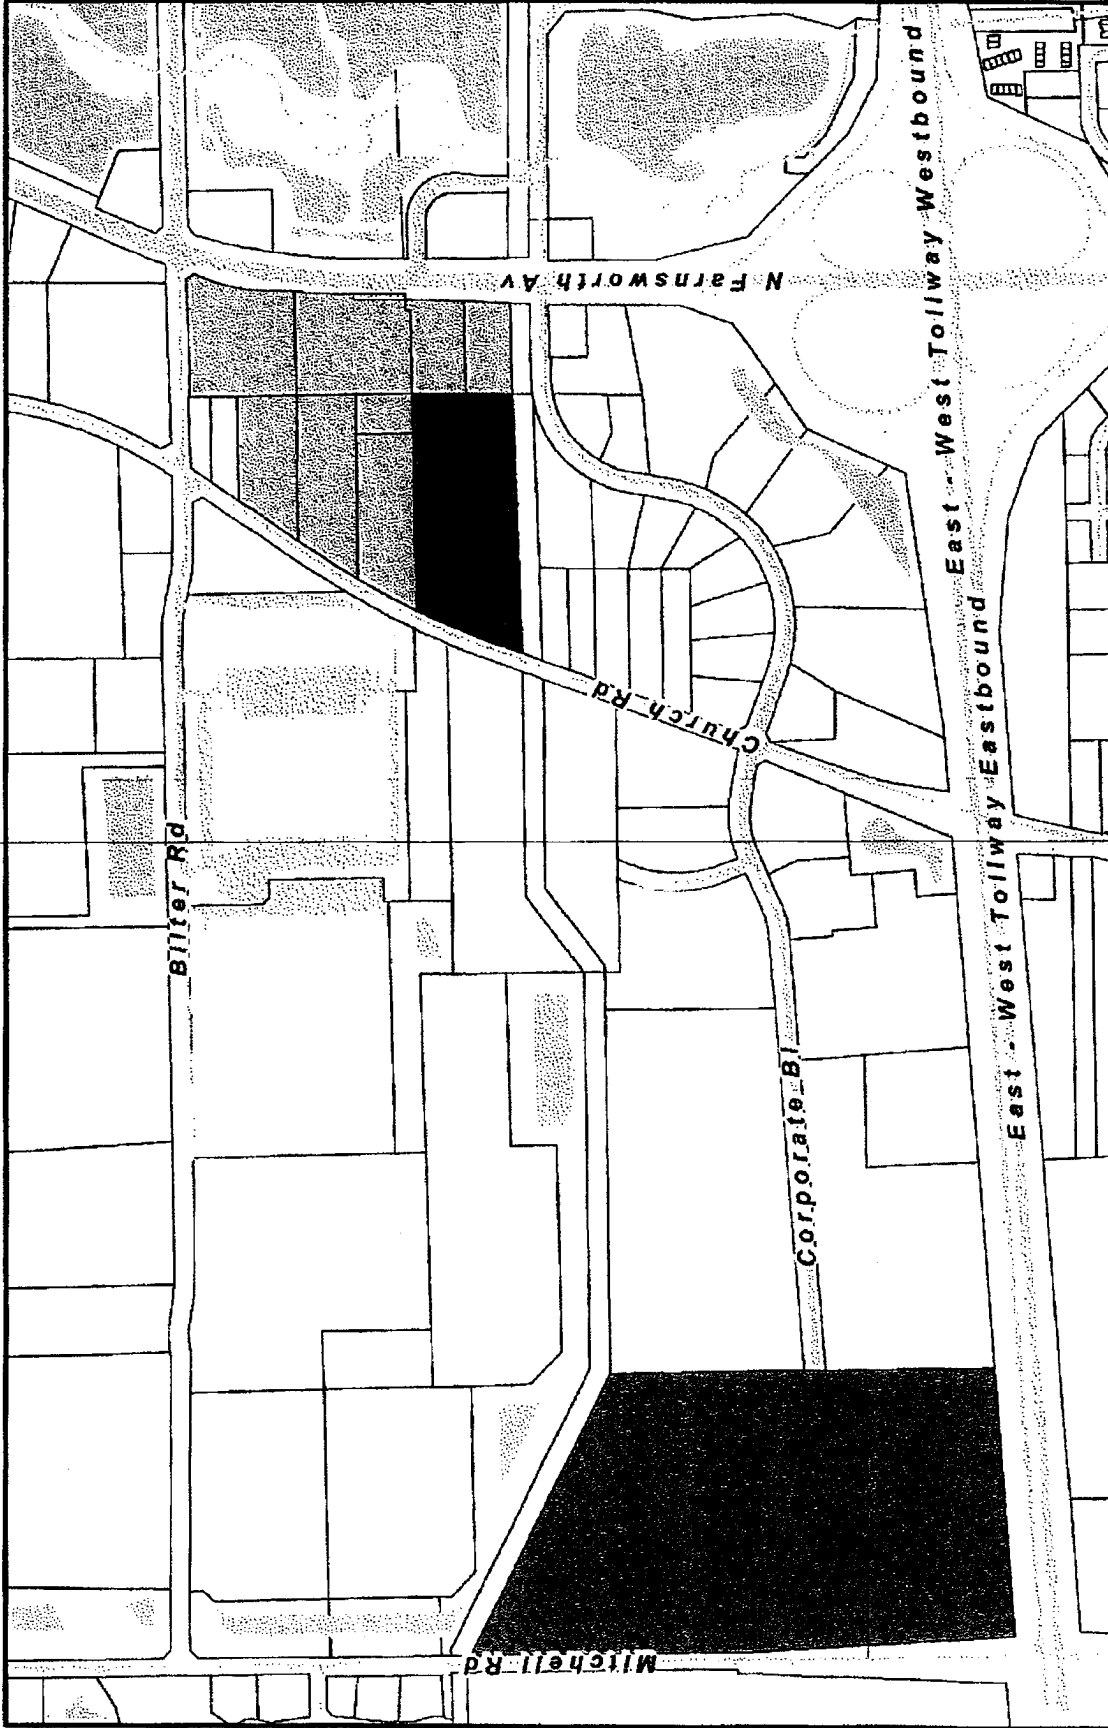 N Farnsworth Av
East - West Tollway Westbound
Church Rd
Bilter Rd
East - West Tollway Eastbound
Corporate Bl
Mitchell Rd